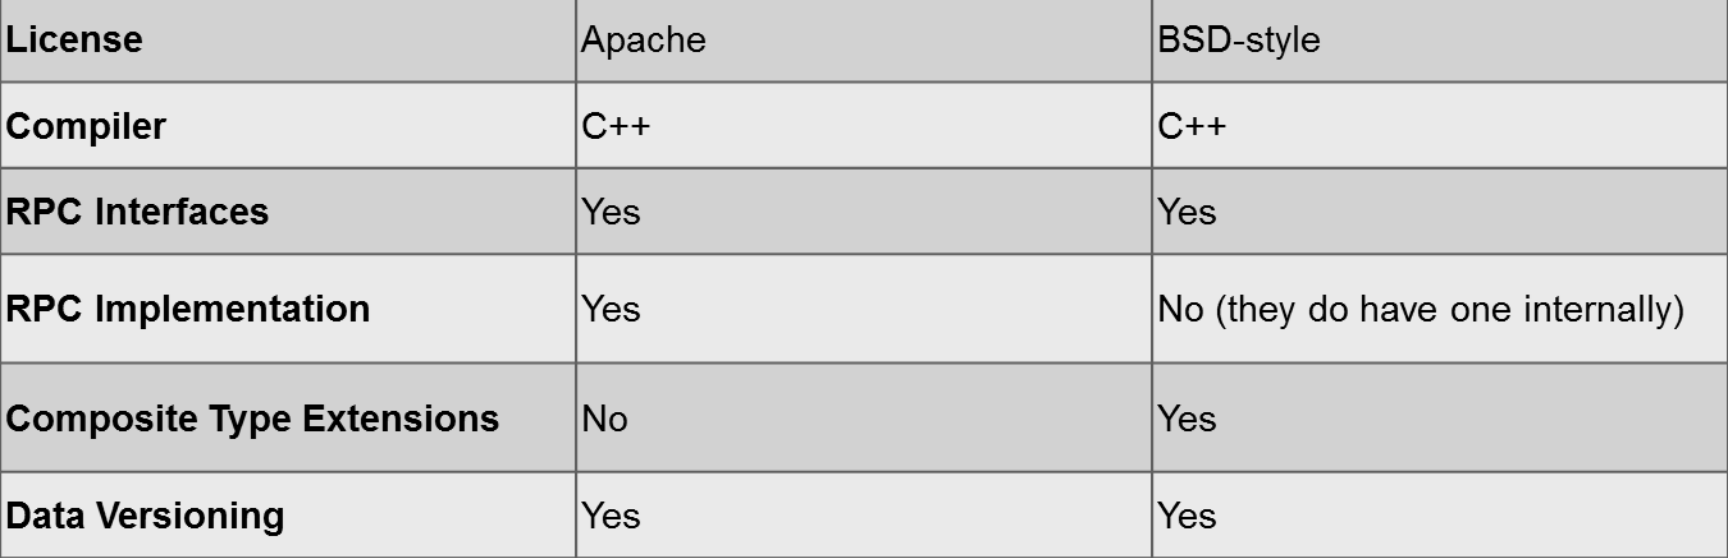 License Apache BSD-style
Compiler C++ C++
RPC Interfaces Yes Yes
RPC Implementation Yes No (they do have one internally)
Composite Type Extensions No Yes
Data Versioning Yes Yes